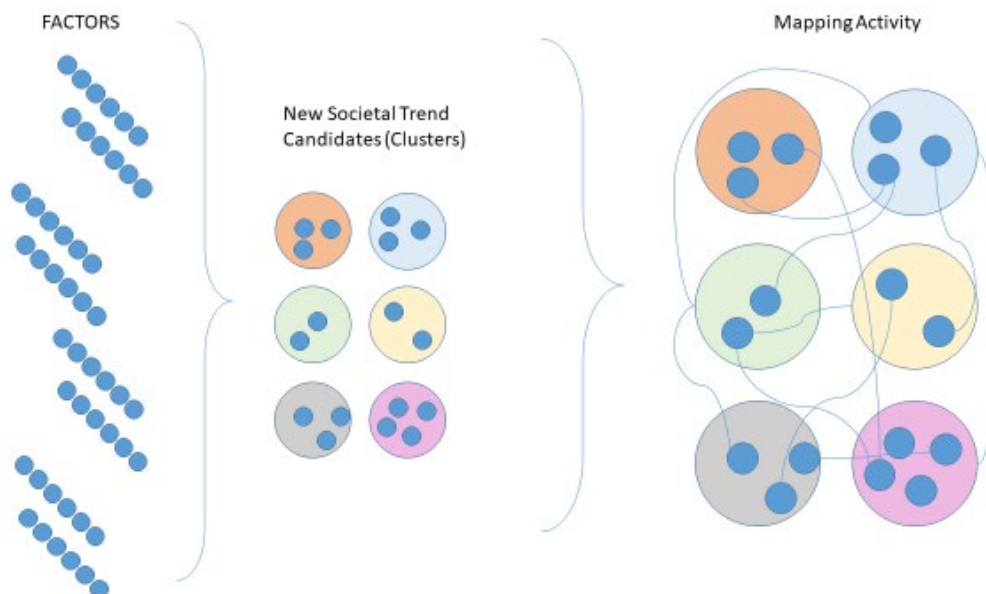 FACTORS
Mapping Activity
New Societal Trend
Candidates (Clusters)